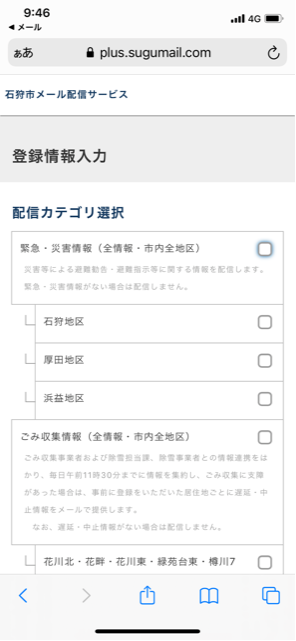 9:46
4G
◀ メール
ぁあ
plus.sugumail.com
石狩市メール配信サービス
登録情報入力
配信カテゴリ選択
緊急・災害情報（全情報・市内全地区）
災害等による避難勧告・避難指示等に関する情報を配信します。
緊急・災害情報がない場合は配信しません。
石狩地区
厚田地区
浜益地区
ごみ収集情報（全情報・市内全地区）
ごみ収集事業者および除雪担当課、除雪事業者との情報連携をは
かり、毎日午前11時30分までに情報を集約し、ごみ収集に支障
があった場合は、事前に登録をいただいた居住地ごとに遅延・中
止情報をメールで提供します。
なお、遅延・中止情報がない場合は配信しません。
花川北・花畔・花川東・緑苑台東・樽川7